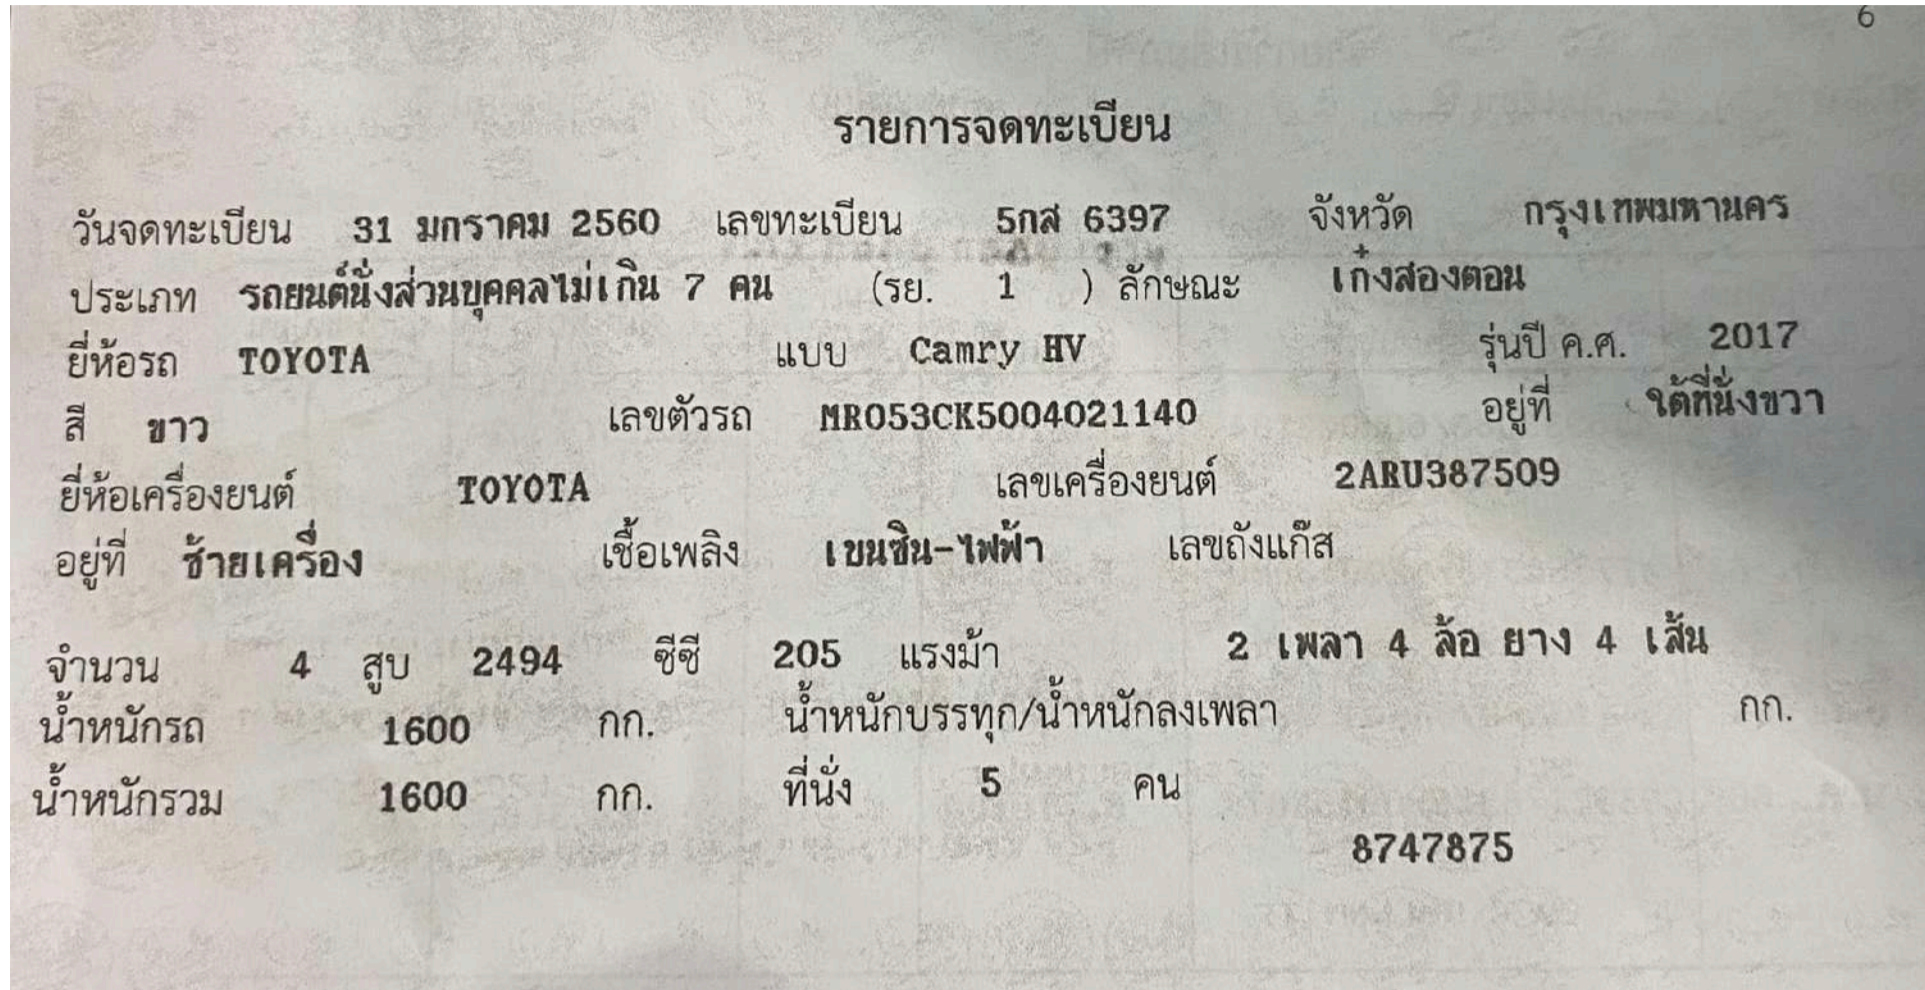 6
รายการจดทะเบียน
วันจดทะเบียน 31 มกราคม 2560 เลขทะเบียน 5กส 6397 จังหวัด กรุงเทพมหานคร
ประเภท รถยนต์นั่งส่วนบุคคลไม่เกิน 7 คน (รย. 1 ) ลักษณะ เก๋งสองตอน
ยี่ห้อรถ TOYOTA แบบ Camry HV รุ่นปี ค.ศ. 2017
สี ขาว เลขตัวรถ MR053CK5004021140 อยู่ที่ ใต้ที่นั่งขวา
ยี่ห้อเครื่องยนต์ TOYOTA เลขเครื่องยนต์ 2ARU387509
อยู่ที่ ซ้ายเครื่อง เชื้อเพลิง เบนซิน-ไฟฟ้า เลขถังแก๊ส
จำนวน 4 สูบ 2494 ซีซี 205 แรงม้า 2 เพลา 4 ล้อ ยาง 4 เส้น
น้ำหนักรถ 1600 กก. น้ำหนักบรรทุก/น้ำหนักลงเพลา กก.
น้ำหนักรวม 1600 กก. ที่นั่ง 5 คน
8747875